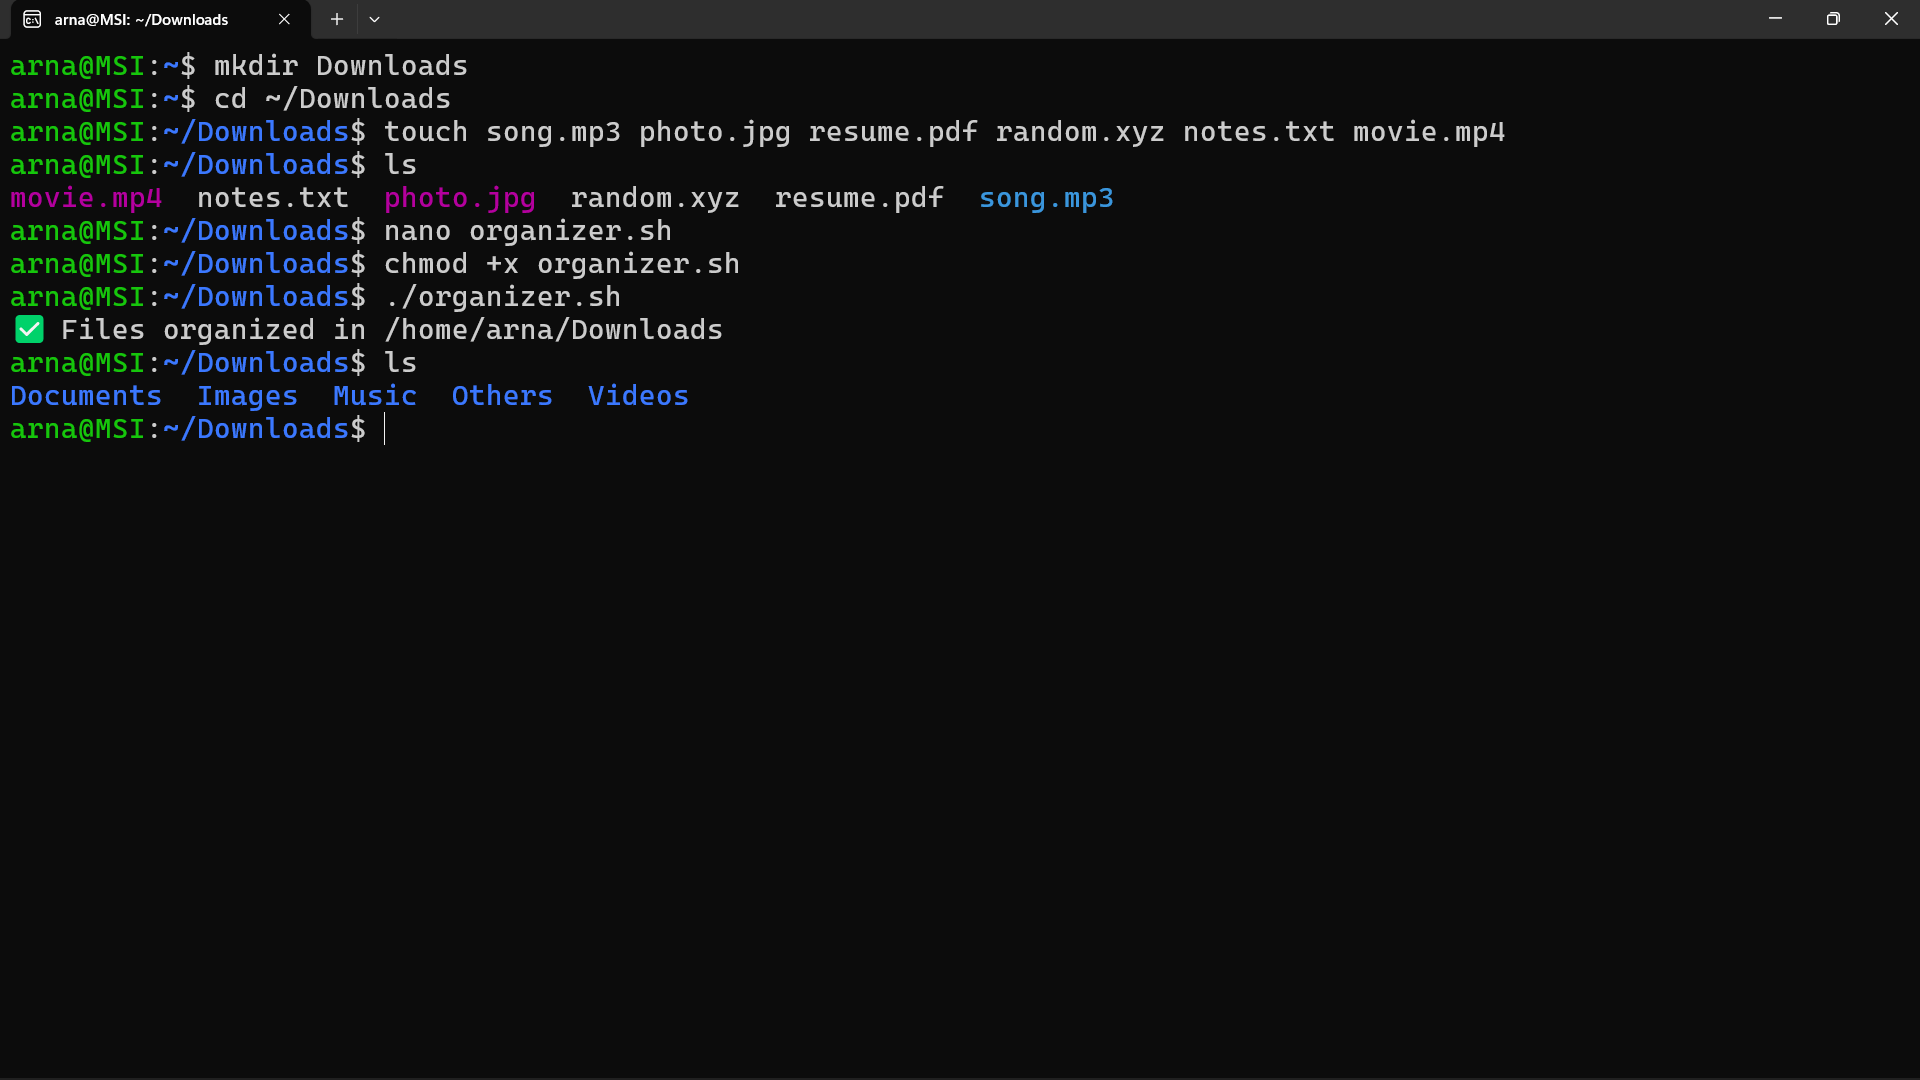 arna@MSI: ~/Downloads
arna@MSI:~$ mkdir Downloads
arna@MSI:~$ cd ~/Downloads
arna@MSI:~/Downloads$ touch song.mp3 photo.jpg resume.pdf random.xyz notes.txt movie.mp4
arna@MSI:~/Downloads$ ls
movie.mp4  notes.txt  photo.jpg  random.xyz  resume.pdf  song.mp3
arna@MSI:~/Downloads$ nano organizer.sh
arna@MSI:~/Downloads$ chmod +x organizer.sh
arna@MSI:~/Downloads$ ./organizer.sh
✅ Files organized in /home/arna/Downloads
arna@MSI:~/Downloads$ ls
Documents  Images  Music  Others  Videos
arna@MSI:~/Downloads$